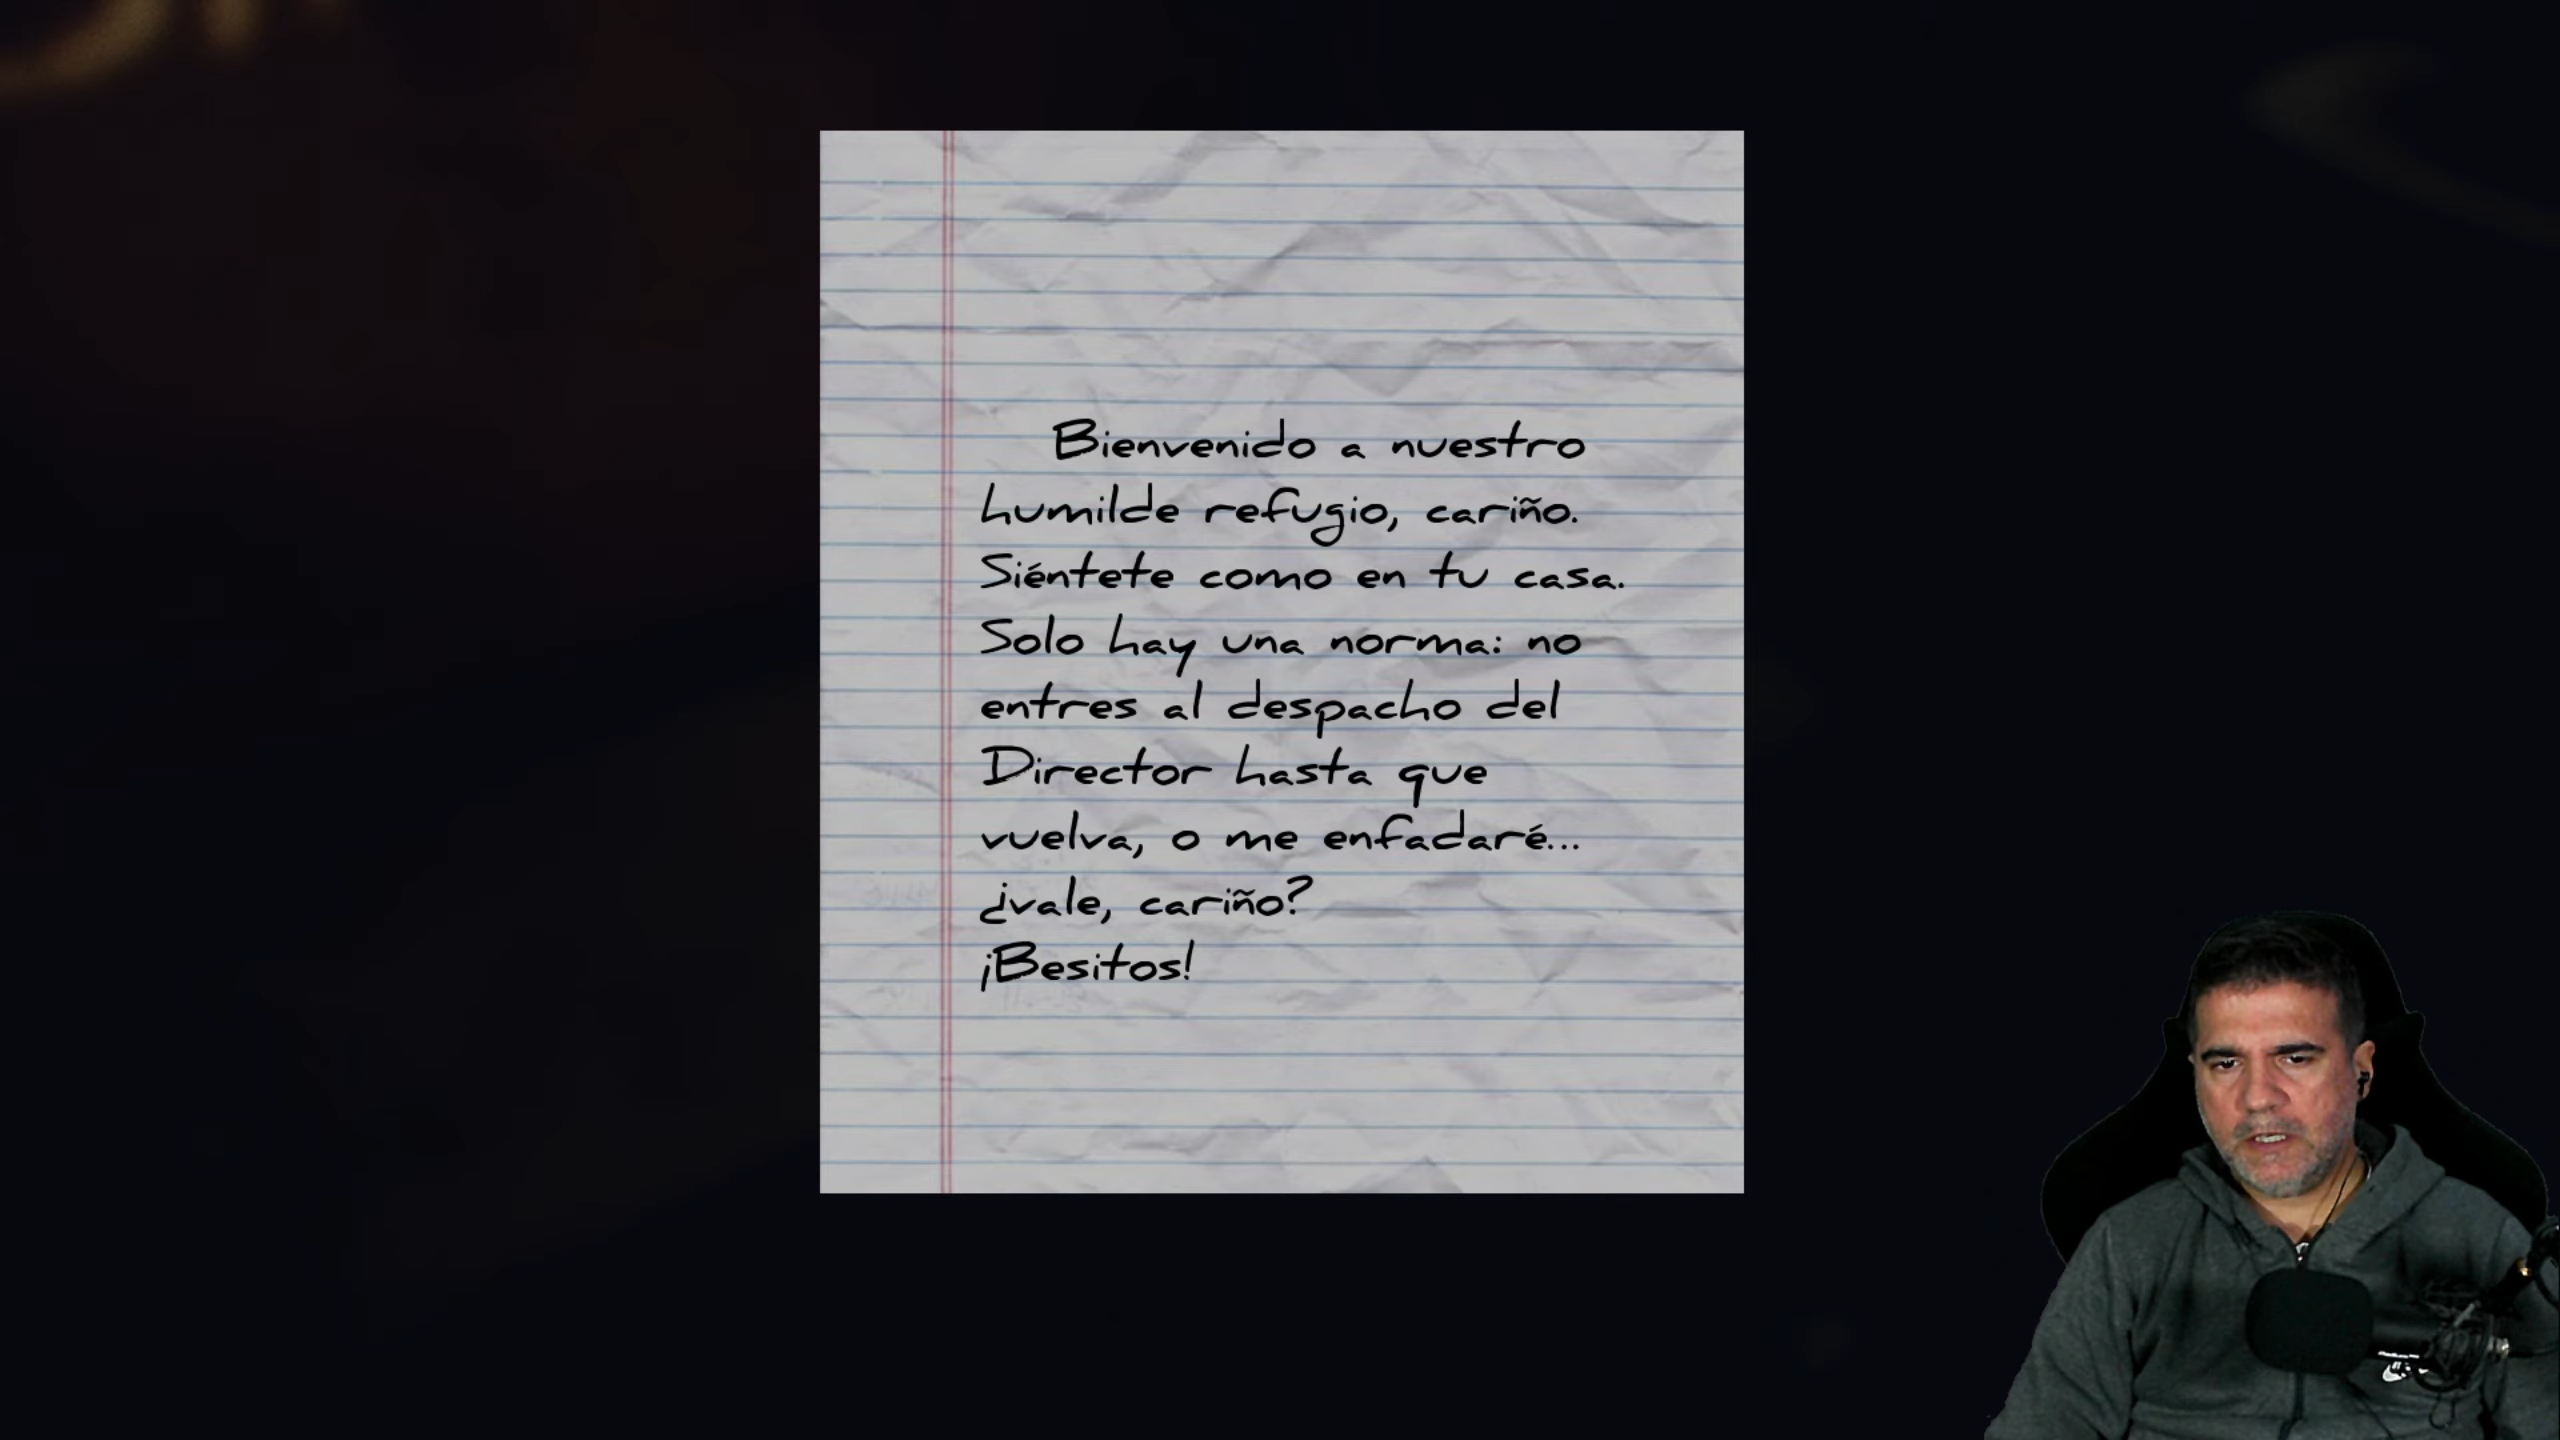 Bienvenido a nuestro
humilde refugio, cariño.
Siéntete como en tu casa.
Solo hay una norma: no
entres al despacho del
Director hasta que
vuelva, o me enfadaré...
¿vale, cariño?
¡Besitos!